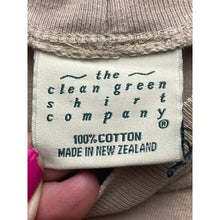 ~ the ~
clean green
shirt
company ®
100% COTTON
MADE IN NEW ZEALAND